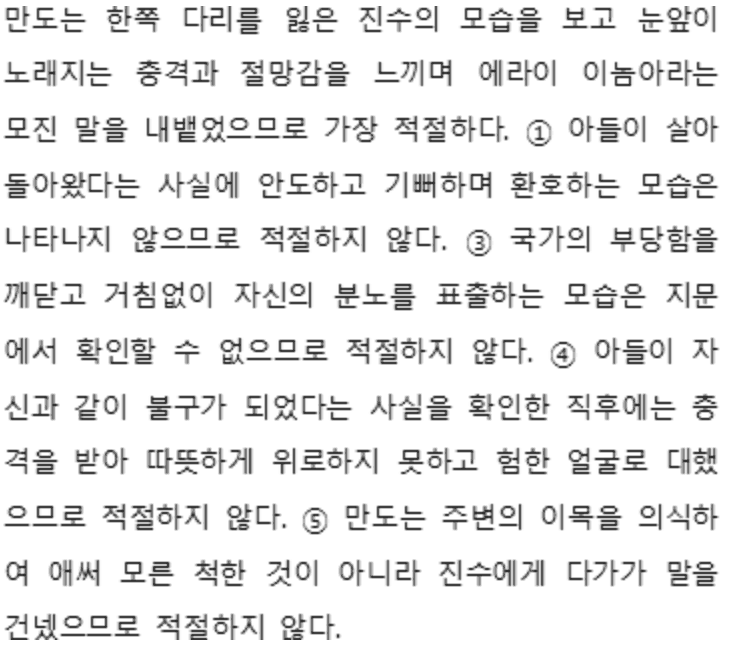 만도는 한쪽 다리를 잃은 진수의 모습을 보고 눈앞이
노래지는 충격과 절망감을 느끼며 에라이 이놈아라는
모진 말을 내뱉었으므로 가장 적절하다. ① 아들이 살아
돌아왔다는 사실에 안도하고 기뻐하며 환호하는 모습은
나타나지 않으므로 적절하지 않다. ③ 국가의 부당함을
깨닫고 거침없이 자신의 분노를 표출하는 모습은 지문
에서 확인할 수 없으므로 적절하지 않다. ④ 아들이 자
신과 같이 불구가 되었다는 사실을 확인한 직후에는 충
격을 받아 따뜻하게 위로하지 못하고 험한 얼굴로 대했
으므로 적절하지 않다. ⑤ 만도는 주변의 이목을 의식하
여 애써 모른 척한 것이 아니라 진수에게 다가가 말을
건넸으므로 적절하지 않다.